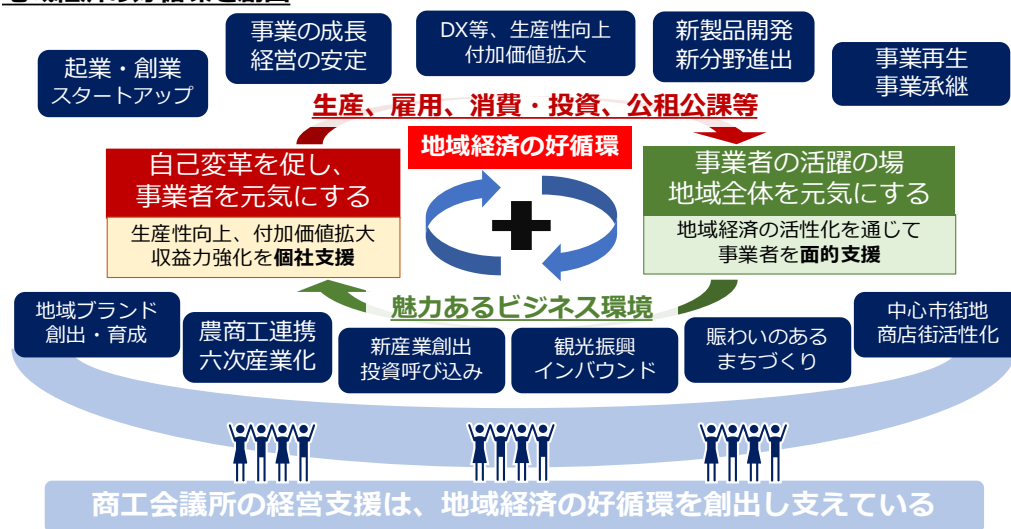 起業・創業
スタートアップ
事業の成長
経営の安定
DX等、生産性向上
付加価値拡大
新製品開発
新分野進出
事業再生
事業承継
生産、雇用、消費・投資、公租公課等
地域経済の好循環
自己変革を促し、
事業者を元気にする
生産性向上、付加価値拡大
収益力強化を個社支援
事業者の活躍の場
地域全体を元気にする
地域経済の活性化を通じて
事業者を面的支援
魅力あるビジネス環境
地域ブランド
創出・育成
農商工連携
六次産業化
新産業創出
投資呼び込み
観光振興
インバウンド
賑わいのある
まちづくり
中心市街地
商店街活性化
商工会議所の経営支援は、地域経済の好循環を創出し支えている